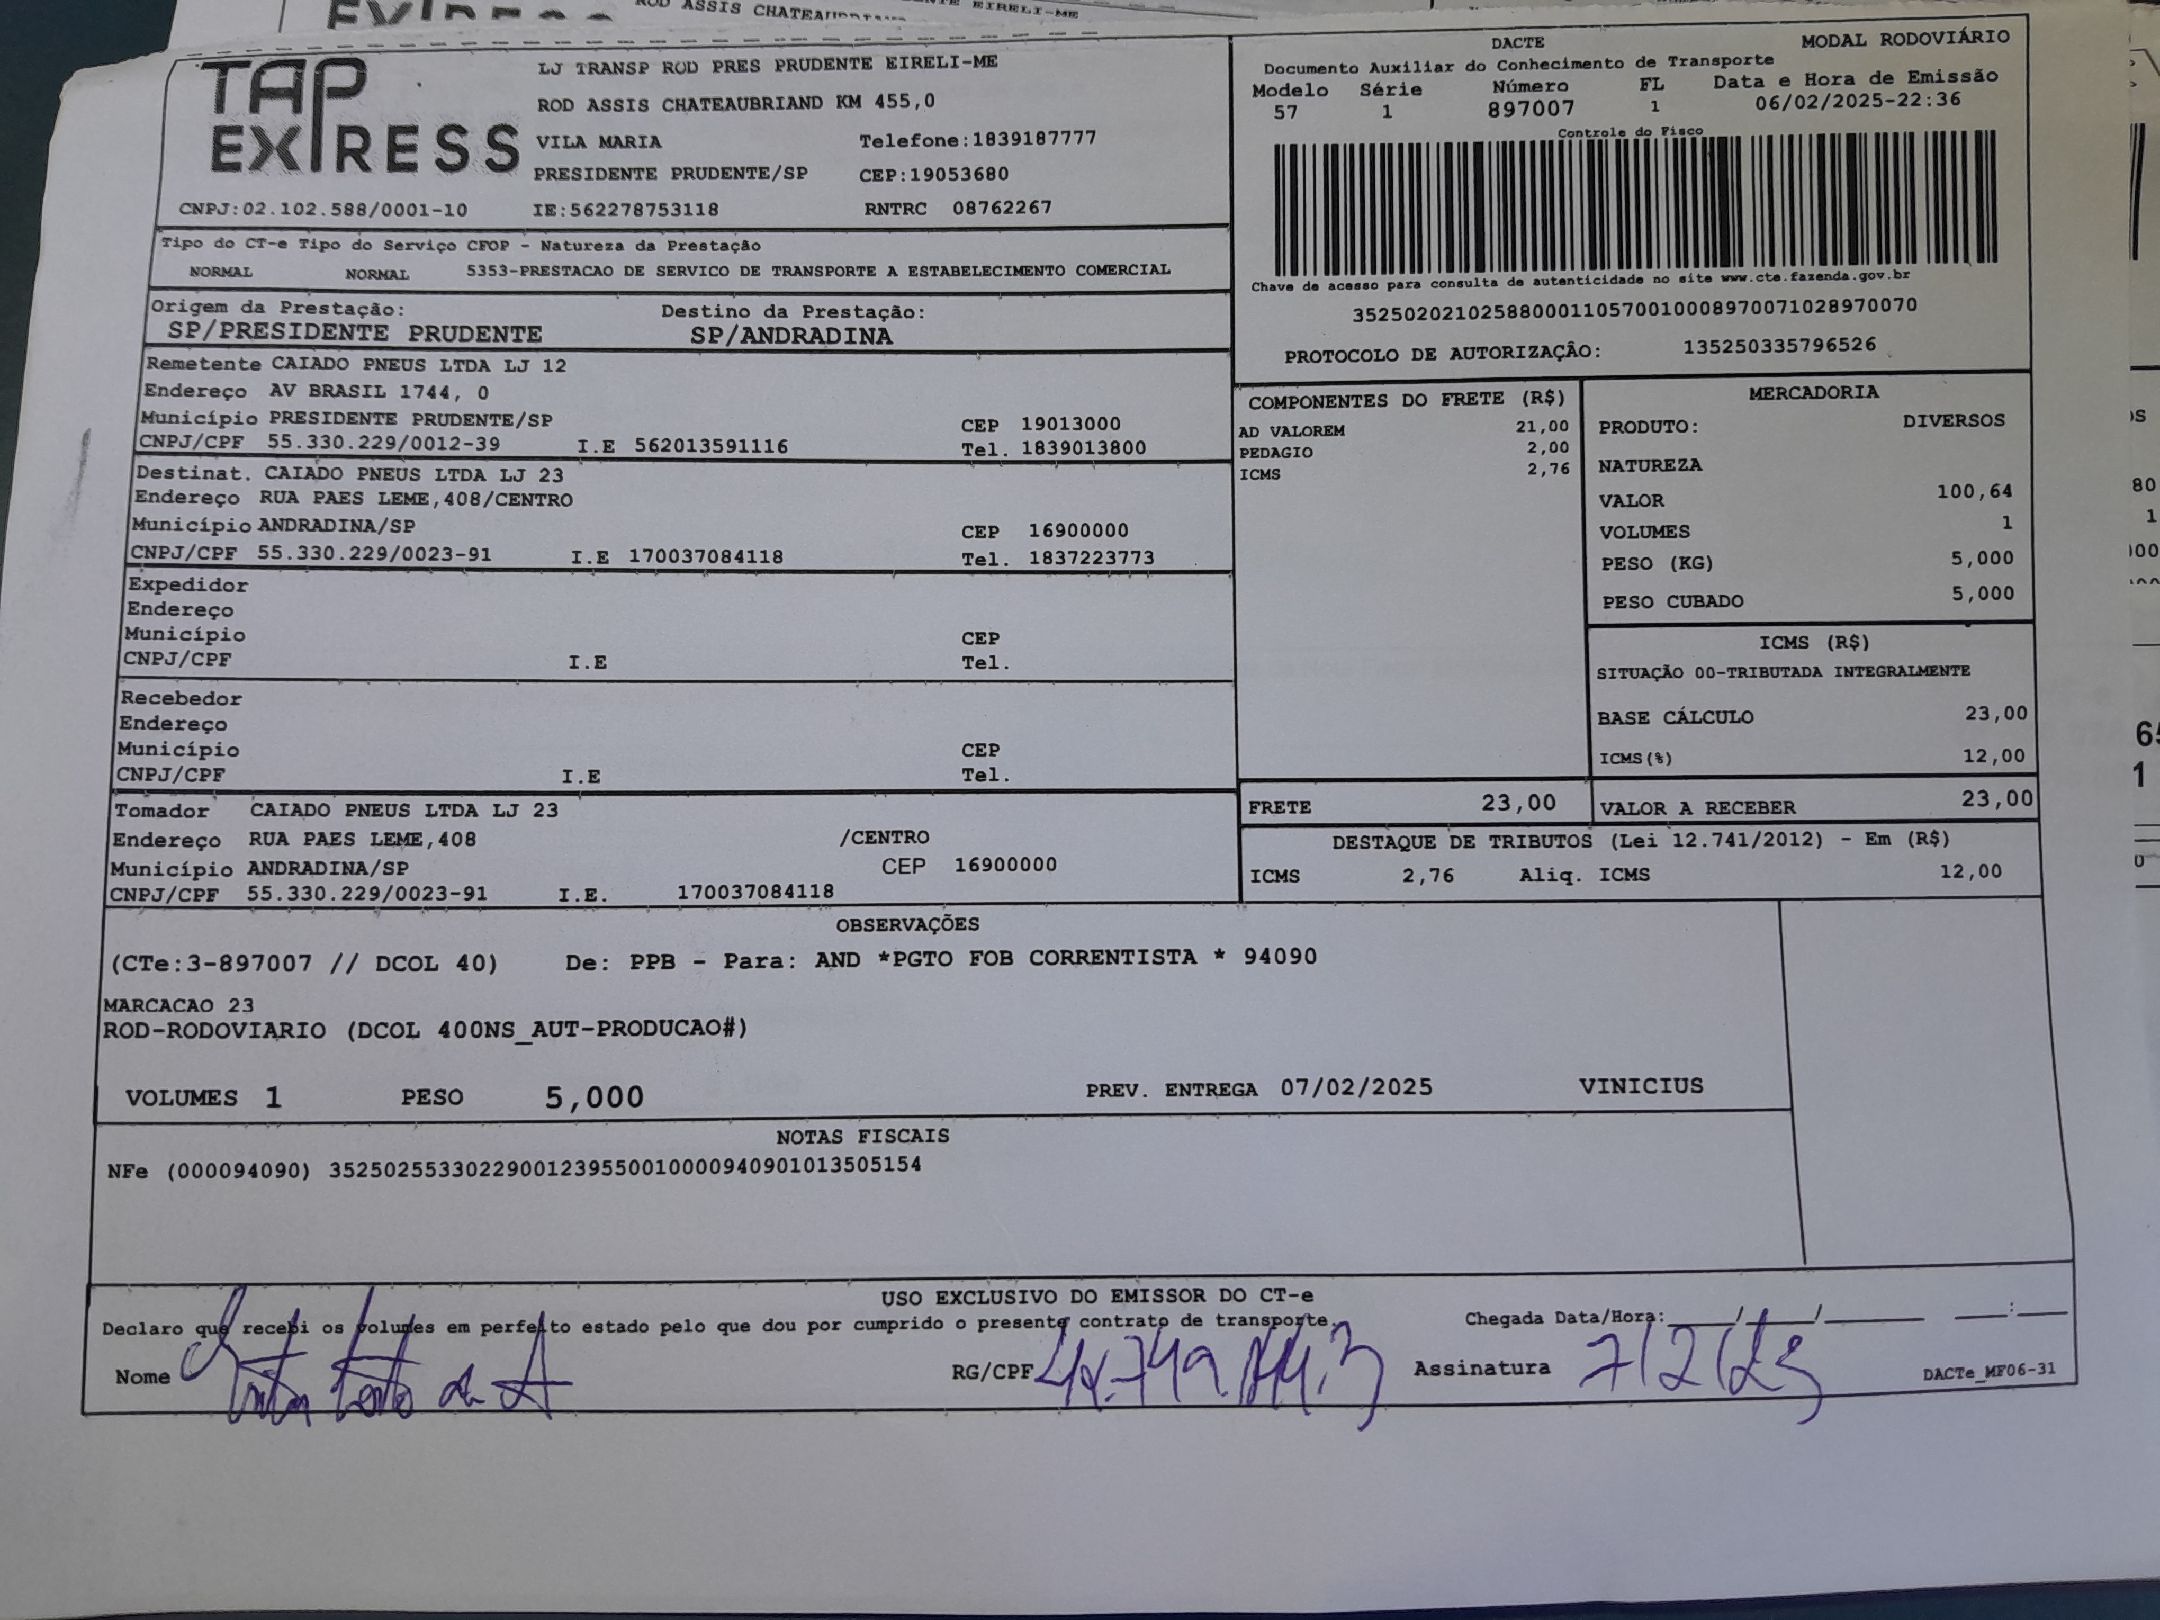 TAP EXPRESS
LJ TRANSP ROD PRES PRUDENTE EIRELI-ME
ROD ASSIS CHATEAUBRIAND KM 455,0
VILA MARIA Telefone:1839187777
PRESIDENTE PRUDENTE/SP CEP:19053680
CNPJ:02.102.588/0001-10 IE:562278753118 RNTRC 08762267
DACTE MODAL RODOVIÁRIO
Documento Auxiliar do Conhecimento de Transporte
Modelo Série Número FL Data e Hora de Emissão
57 1 897007 1 06/02/2025-22:36
Controle do Fisco
Chave de acesso para consulta de autenticidade no site www.cte.fazenda.gov.br
35250202102588000110570010008970071028970070
PROTOCOLO DE AUTORIZAÇÂO: 135250335796526
Tipo do CT-e Tipo do Serviço CFOP - Natureza da Prestação
NORMAL NORMAL 5353-PRESTACAO DE SERVICO DE TRANSPORTE A ESTABELECIMENTO COMERCIAL
Origem da Prestação: Destino da Prestação:
SP/PRESIDENTE PRUDENTE SP/ANDRADINA
Remetente CAIADO PNEUS LTDA LJ 12
Endereço AV BRASIL 1744, 0
Município PRESIDENTE PRUDENTE/SP CEP 19013000
CNPJ/CPF 55.330.229/0012-39 I.E 562013591116 Tel. 1839013800
Destinat. CAIADO PNEUS LTDA LJ 23
Endereço RUA PAES LEME,408/CENTRO
Município ANDRADINA/SP CEP 16900000
CNPJ/CPF 55.330.229/0023-91 I.E 170037084118 Tel. 1837223773
Expedidor
Endereço
Município CEP
CNPJ/CPF I.E Tel.
Recebedor
Endereço
Município CEP
CNPJ/CPF I.E Tel.
Tomador CAIADO PNEUS LTDA LJ 23
Endereço RUA PAES LEME,408 /CENTRO
Município ANDRADINA/SP CEP 16900000
CNPJ/CPF 55.330.229/0023-91 I.E. 170037084118
COMPONENTES DO FRETE (R$)
AD VALOREM 21,00
PEDAGIO 2,00
ICMS 2,76
MERCADORIA
PRODUTO: DIVERSOS
NATUREZA
VALOR 100,64
VOLUMES 1
PESO (KG) 5,000
PESO CUBADO 5,000
ICMS (R$)
SITUAÇÃO 00-TRIBUTADA INTEGRALMENTE
BASE CÁLCULO 23,00
ICMS(%) 12,00
FRETE 23,00 VALOR A RECEBER 23,00
DESTAQUE DE TRIBUTOS (Lei 12.741/2012) - Em (R$)
ICMS 2,76 Aliq. ICMS 12,00
OBSERVAÇÕES
(CTe:3-897007 // DCOL 40) De: PPB - Para: AND *PGTO FOB CORRENTISTA * 94090
MARCACAO 23
ROD-RODOVIARIO (DCOL 400NS_AUT-PRODUCAO#)
VOLUMES 1 PESO 5,000 PREV. ENTREGA 07/02/2025 VINICIUS
NOTAS FISCAIS
NFe (000094090) 35250255330229001239550010000940901013505154
USO EXCLUSIVO DO EMISSOR DO CT-e
Declaro que recebi os volumes em perfeito estado pelo que dou por cumprido o presente contrato de transporte. Chegada Data/Hora:____/____/______ ___:___
Nome RG/CPF Assinatura DACTe_MF06-31